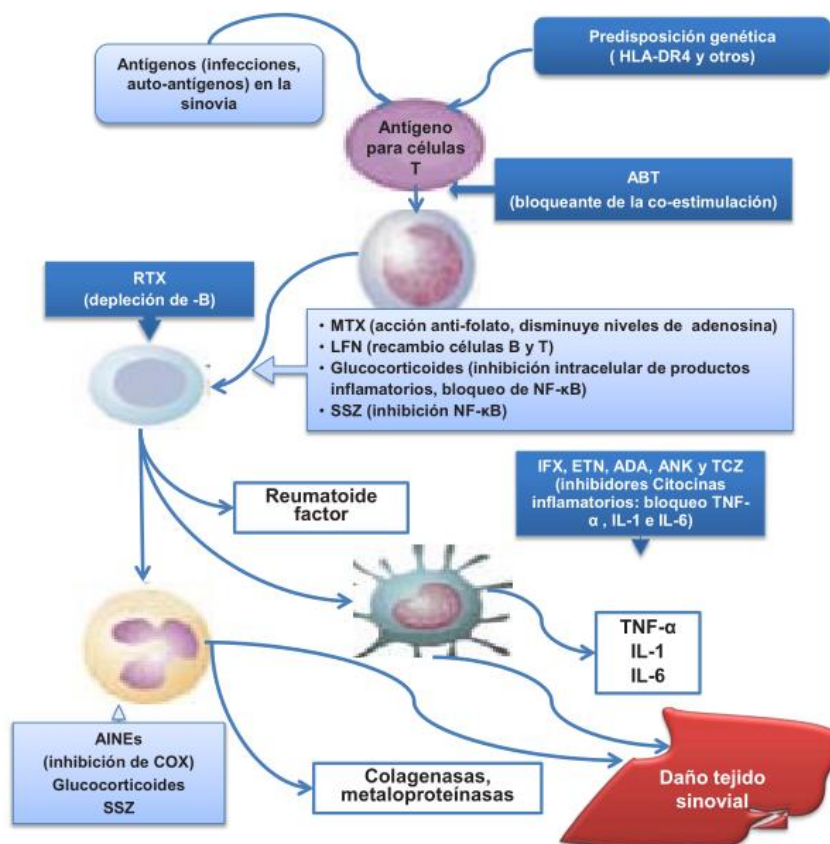 Antígenos (infecciones,
auto-antígenos) en la
sinovia
Predisposición genética
( HLA-DR4 y otros)
Antígeno
para células
T
ABT
(bloqueante de la co-estimulación)
RTX
(depleción de -B)
• MTX (acción anti-folato, disminuye niveles de adenosina)
• LFN (recambio células B y T)
• Glucocorticoides (inhibición intracelular de productos
inflamatorios, bloqueo de NF-κB)
• SSZ (inhibición NF-κB)
IFX, ETN, ADA, ANK y TCZ
(inhibidores Citocinas
inflamatorios: bloqueo TNF-
α , IL-1 e IL-6)
Reumatoide
factor
TNF-α
IL-1
IL-6
AINEs
(inhibición de COX)
Glucocorticoides
SSZ
Colagenasas,
metaloproteínasas
Daño tejido
sinovial